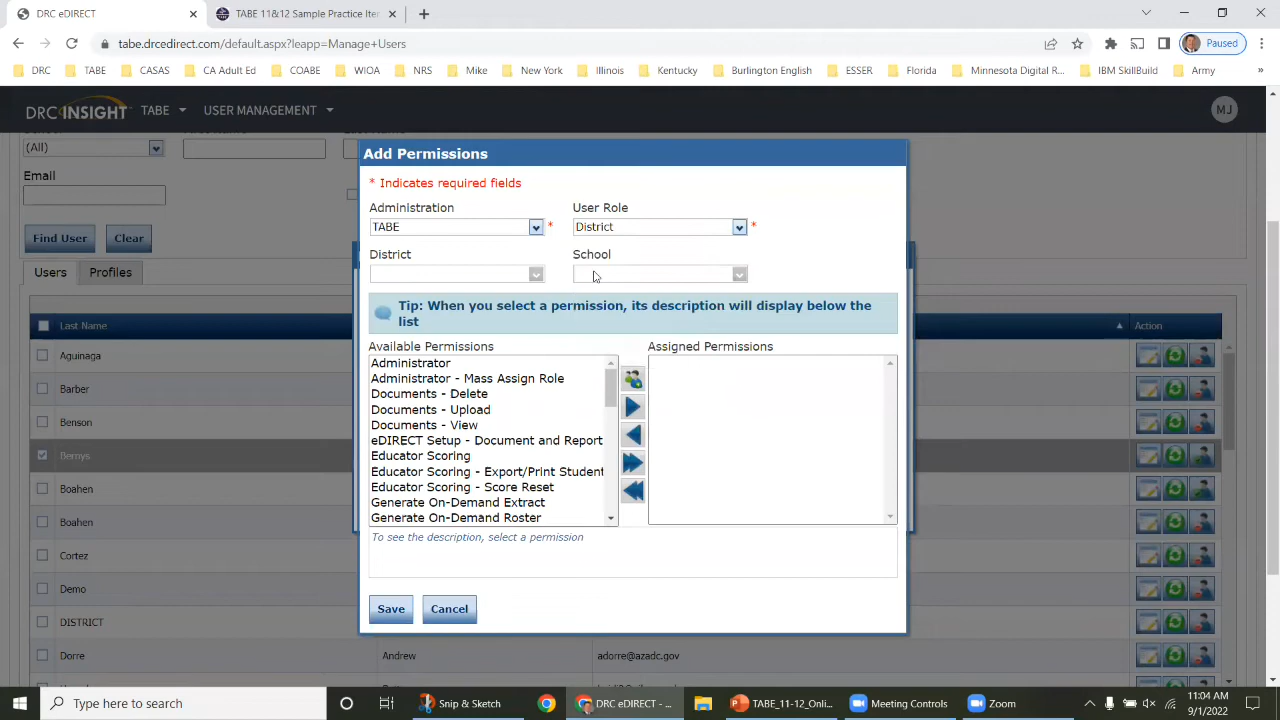 DRC eDIRECT
TABE 11&12 Sample Practice Iter
tabe.drcedirect.com/default.aspx?leapp=Manage+Users
Paused
DRC
TABE
CASAS
CA Adult Ed
COABE
WIOA
NRS
Mike
New York
Illinois
Kentucky
Burlington English
ESSER
Florida
Minnesota Digital R...
IBM SkillBuild
Army
DRC INSIGHT
TABE
USER MANAGEMENT
MJ
(All)
Email
Find User
Clear
Users
Profiles
Last Name
Action
Aguinaga
Barber
Benson
Bernys
Boahen
Boahen
Cortez
Demo
DISTRICT
Dorre Andrew adorre@azadc.gov
Add Permissions
* Indicates required fields
Administration
User Role
TABE *
District *
District
School
Tip: When you select a permission, its description will display below the
list
Available Permissions
Assigned Permissions
Administrator
Administrator - Mass Assign Role
Documents - Delete
Documents - Upload
Documents - View
eDIRECT Setup - Document and Report
Educator Scoring
Educator Scoring - Export/Print Student
Educator Scoring - Score Reset
Generate On-Demand Extract
Generate On-Demand Roster
To see the description, select a permission
Save
Cancel
Type here to search
Snip & Sketch
DRC eDIRECT - ...
TABE_11-12_Onli...
Meeting Controls
Zoom
11:04 AM
9/1/2022